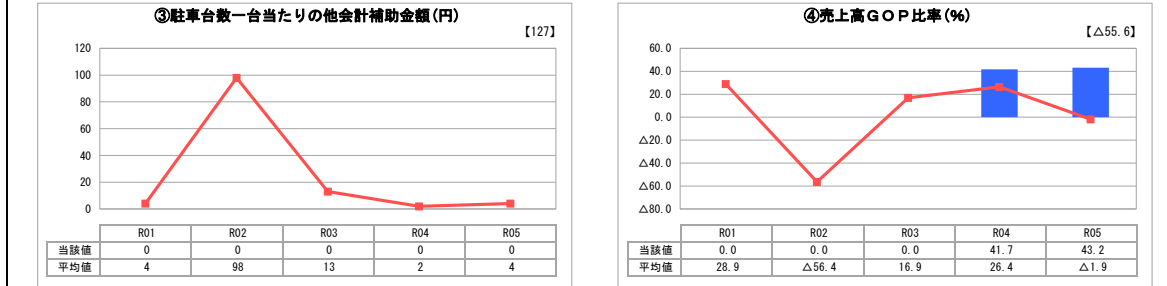 ③駐車台数一台当たりの他会計補助金額(円)
【127】
120
100
80
60
40
20
0
R01 R02 R03 R04 R05
当該値 0 0 0 0 0
平均値 4 98 13 2 4
④売上高GOP比率(%)
【△55.6】
60.0
40.0
20.0
0.0
△20.0
△40.0
△60.0
△80.0
R01 R02 R03 R04 R05
当該値 0.0 0.0 0.0 41.7 43.2
平均値 28.9 △56.4 16.9 26.4 △1.9